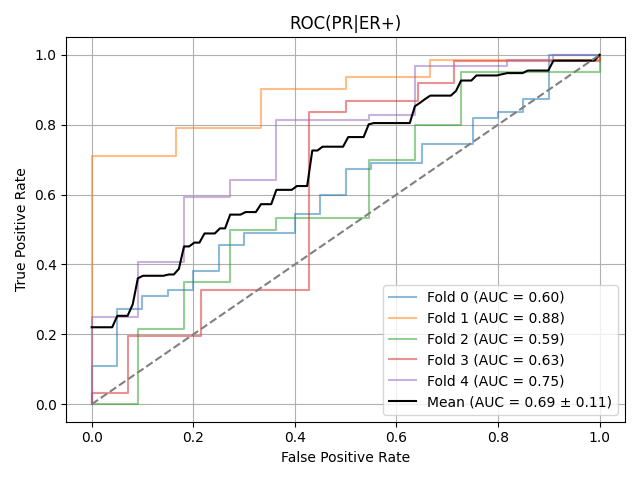 ROC(PR|ER+)
True Positive Rate
1.0
0.8
0.6
0.4
0.2
0.0
Fold 0 (AUC = 0.60)
Fold 1 (AUC = 0.88)
Fold 2 (AUC = 0.59)
Fold 3 (AUC = 0.63)
Fold 4 (AUC = 0.75)
Mean (AUC = 0.69 ± 0.11)
0.0 0.2 0.4 0.6 0.8 1.0
False Positive Rate